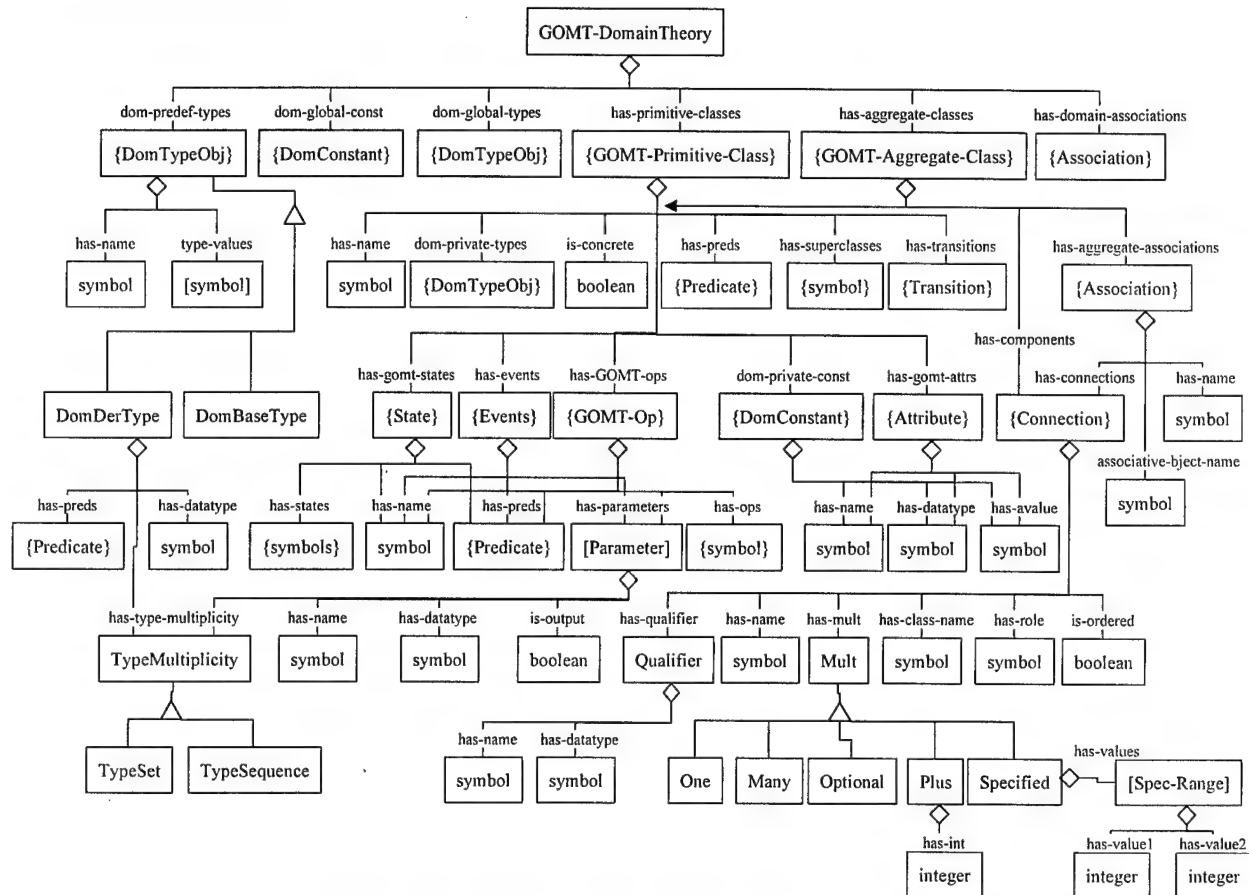 GOMT-DomainTheory
dom-predef-types dom-global-const dom-global-types has-primitive-classes has-aggregate-classes has-domain-associations
{DomTypeObj} {DomConstant} {DomTypeObj} {GOMT-Primitive-Class} {GOMT-Aggregate-Class} {Association}
has-name type-values has-name dom-private-types is-concrete has-preds has-superclasses has-transitions has-aggregate-associations
symbol [symbol] symbol {DomTypeObj} boolean {Predicate} {symbol} {Transition} {Association}
has-components
has-gomt-states has-events has-GOMT-ops dom-private-const has-gomt-attrs has-connections has-name
DomDerType DomBaseType {State} {Events} {GOMT-Op} {DomConstant} {Attribute} {Connection} symbol
associative-bject-name
symbol
has-preds has-datatype has-states has-name has-preds has-parameters has-ops has-name has-datatype has-avalue
{Predicate} symbol {symbols} symbol {Predicate} [Parameter] {symbol} symbol symbol symbol
has-type-multiplicity has-name has-datatype is-output has-qualifier has-name has-mult has-class-name has-role is-ordered
TypeMultiplicity symbol symbol boolean Qualifier symbol Mult symbol symbol boolean
has-name has-datatype has-values
TypeSet TypeSequence symbol symbol One Many Optional Plus Specified [Spec-Range]
has-int has-value1 has-value2
integer integer integer